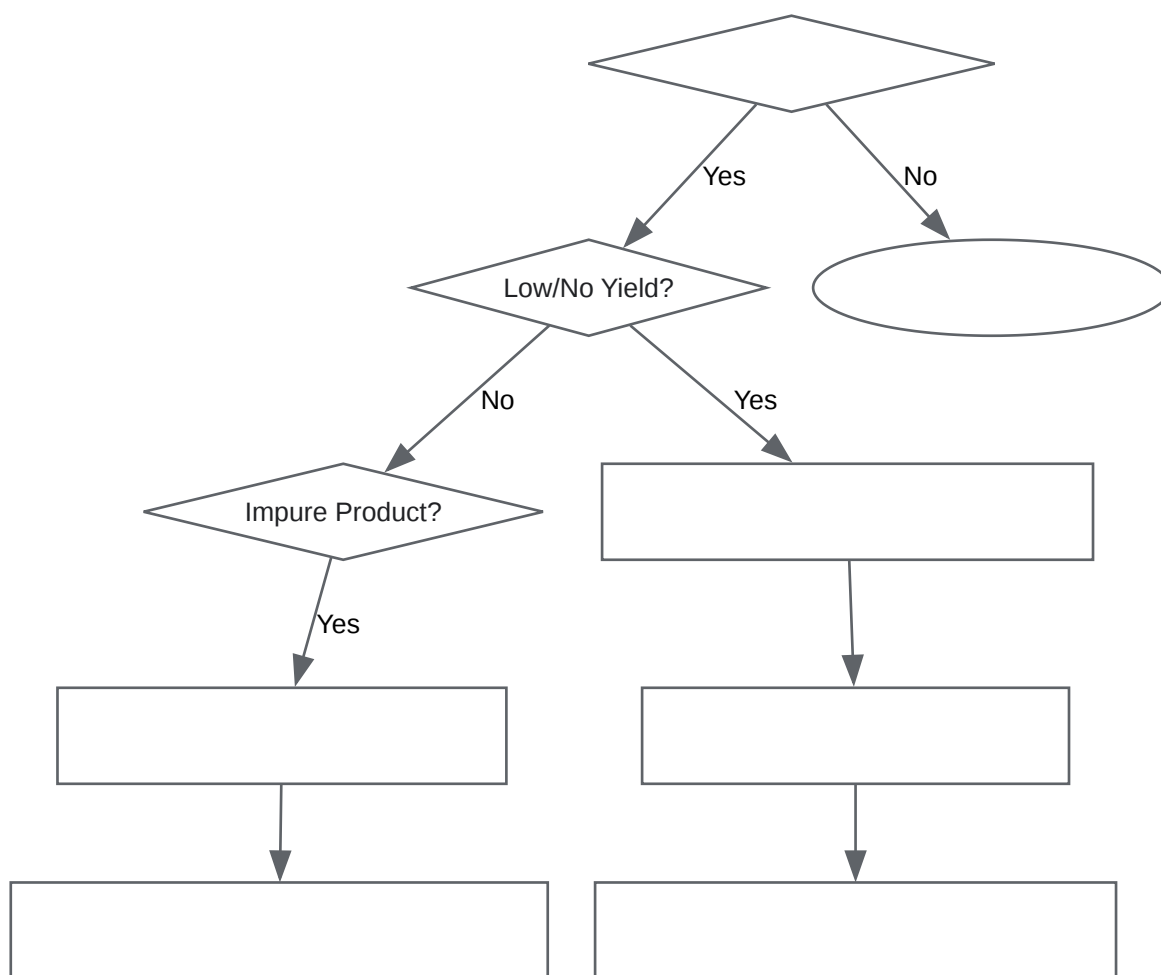 Yes
No
Low/No Yield?
No
Yes
Impure Product?
Yes